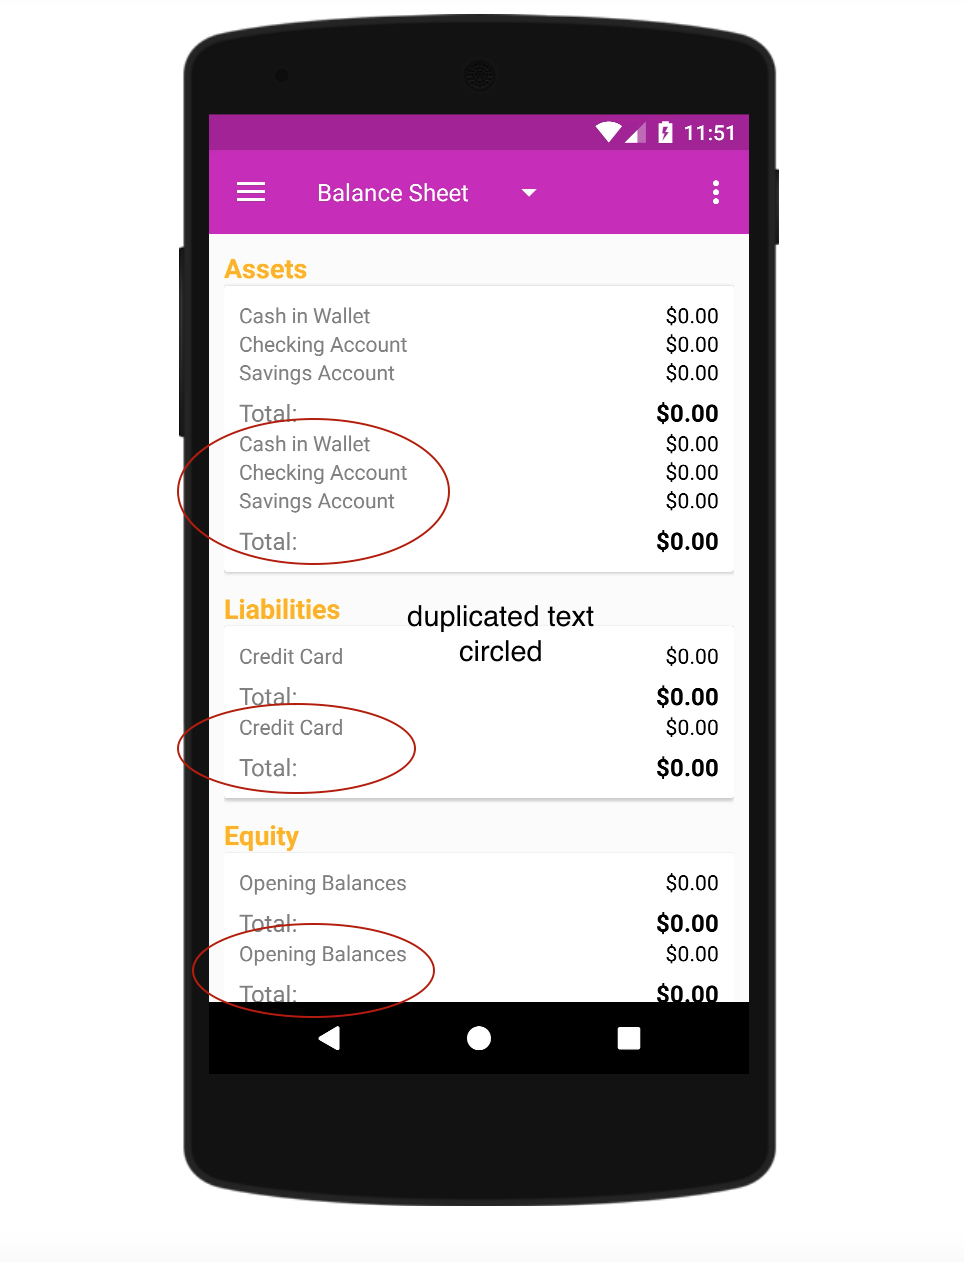 11:51
Balance Sheet
Assets
Cash in Wallet $0.00
Checking Account $0.00
Savings Account $0.00
Total: $0.00
Cash in Wallet $0.00
Checking Account $0.00
Savings Account $0.00
Total: $0.00
Liabilities
duplicated text
circled
Credit Card $0.00
Total: $0.00
Credit Card $0.00
Total: $0.00
Equity
Opening Balances $0.00
Total: $0.00
Opening Balances $0.00
Total: $0.00